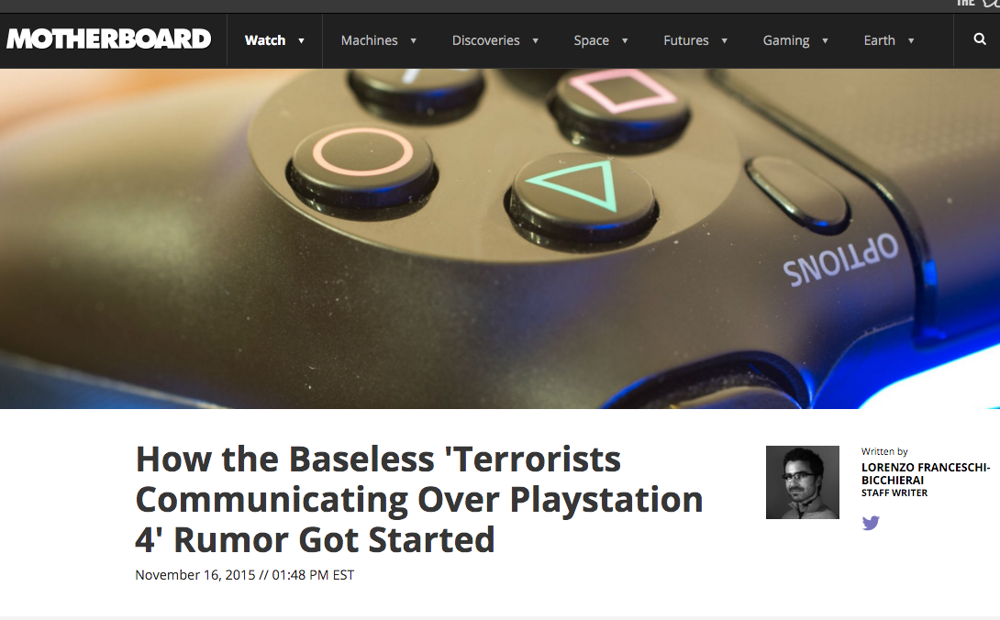 THE
MOTHERBOARD
Watch
Machines
Discoveries
Space
Futures
Gaming
Earth
OPTIONS
How the Baseless 'Terrorists
Communicating Over Playstation
4' Rumor Got Started
November 16, 2015 // 01:48 PM EST
Written by
LORENZO FRANCESCHI-
BICCHIERAI
STAFF WRITER